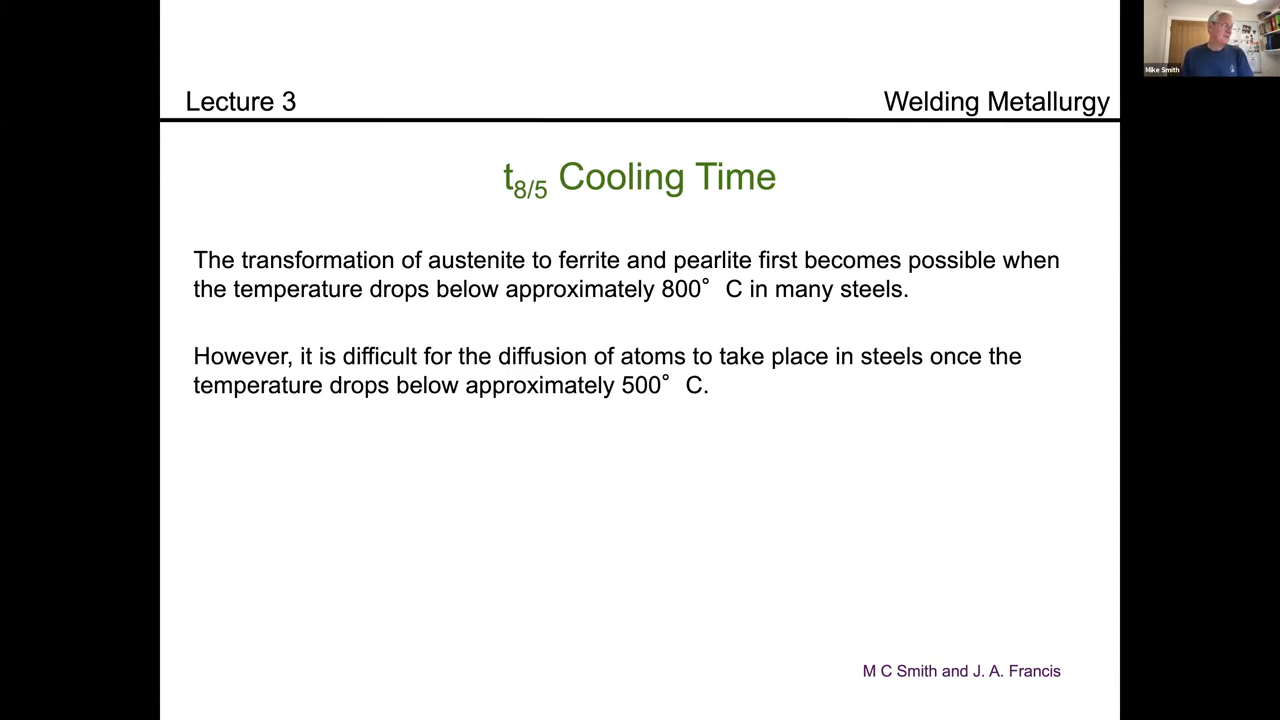 Lecture 3
Welding Metallurgy
t8/5 Cooling Time
The transformation of austenite to ferrite and pearlite first becomes possible when
the temperature drops below approximately 800° C in many steels.
However, it is difficult for the diffusion of atoms to take place in steels once the
temperature drops below approximately 500° C.
M C Smith and J. A. Francis
Mike Smith